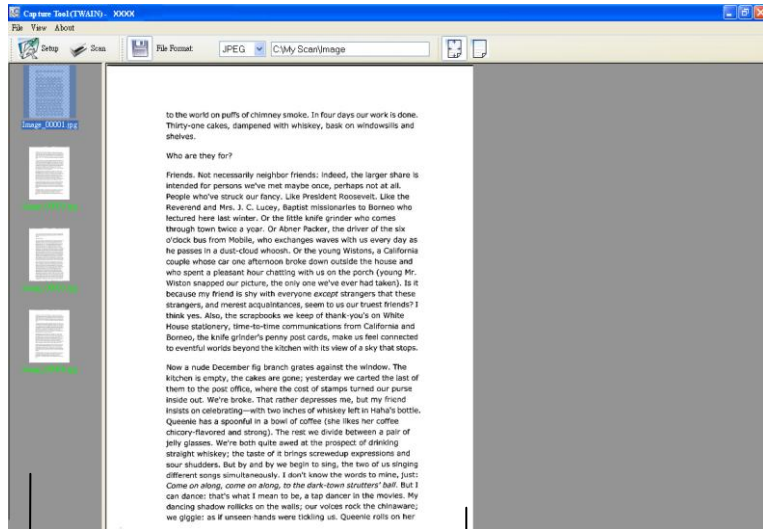 Capture Tool(TWAIN) - XXXX
File View About
Setup Scan File Format: JPEG C:\My Scan\Image
Image_00001.jpg
to the world on puffs of chimney smoke. In four days our work is done.
Thirty-one cakes, dampened with whiskey, bask on windowsills and
shelves.
Who are they for?
Friends. Not necessarily neighbor friends: indeed, the larger share is
intended for persons we've met maybe once, perhaps not at all.
People who've struck our fancy. Like President Roosevelt. Like the
Reverend and Mrs. J. C. Lucey, Baptist missionaries to Borneo who
lectured here last winter. Or the little knife grinder who comes
through town twice a year. Or Abner Packer, the driver of the six
o'clock bus from Mobile, who exchanges waves with us every day as
he passes in a dust-cloud whoosh. Or the young Wistons, a California
couple whose car one afternoon broke down outside the house and
who spent a pleasant hour chatting with us on the porch (young Mr.
Wiston snapped our picture, the only one we've ever had taken). Is it
because my friend is shy with everyone except strangers that these
strangers, and merest acquaintances, seem to us our truest friends? I
think yes. Also, the scrapbooks we keep of thank-you's on White
House stationery, time-to-time communications from California and
Borneo, the knife grinder's penny post cards, make us feel connected
to eventful worlds beyond the kitchen with its view of a sky that stops.
Now a nude December fig branch grates against the window. The
kitchen is empty, the cakes are gone; yesterday we carted the last of
them to the post office, where the cost of stamps turned our purse
inside out. We're broke. That rather depresses me, but my friend
insists on celebrating—with two inches of whiskey left in Haha's bottle.
Queenie has a spoonful in a bowl of coffee (she likes her coffee
chicory-flavored and strong). The rest we divide between a pair of
jelly glasses. We're both quite awed at the prospect of drinking
straight whiskey; the taste of it brings screwedup expressions and
sour shudders. But by and by we begin to sing, the two of us singing
different songs simultaneously. I don't know the words to mine, just:
Come on along, come on along, to the dark-town strutters' ball. But I
can dance: that's what I mean to be, a tap dancer in the movies. My
dancing shadow rollicks on the walls; our voices rock the chinaware;
we giggle: as if unseen hands were tickling us. Queenie rolls on her